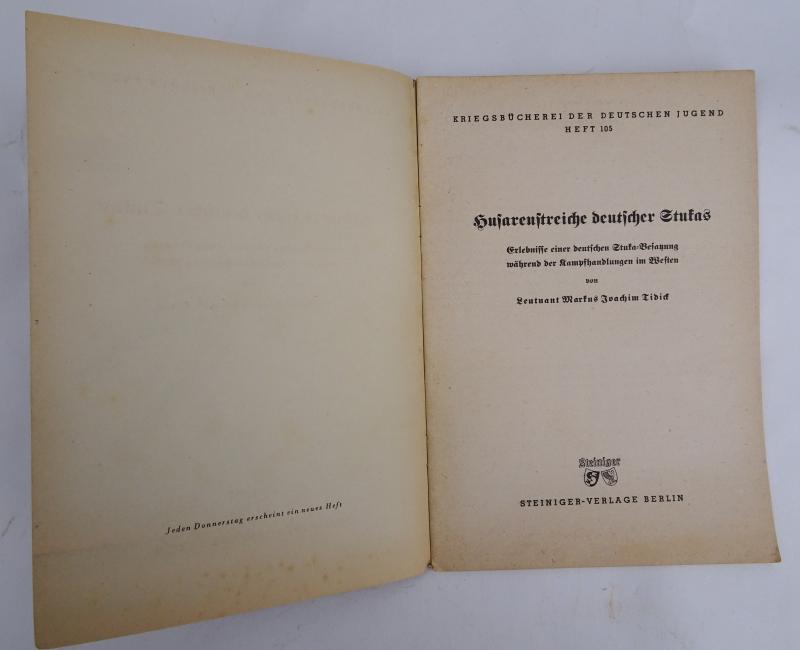 Jeden Donnerstag erscheint ein neues Heft
KRIEGSBÜCHEREI DER DEUTSCHEN JUGEND
HEFT 105
Husarenstreiche deutscher Stukas
Erlebnisse einer deutschen Stuka-Besatzung
während der Kampfhandlungen im Westen
von
Leutnant Markus Joachim Tidick
Steiniger
STEINIGER-VERLAGE BERLIN